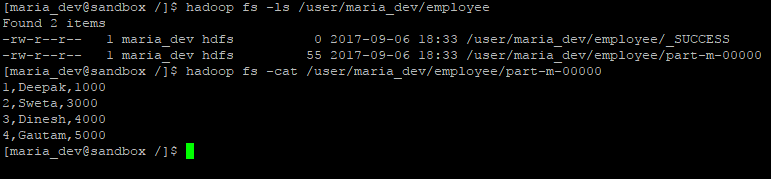 [maria_dev@sandbox /]$ hadoop fs -ls /user/maria_dev/employee
Found 2 items
-rw-r--r--   1 maria_dev hdfs          0 2017-09-06 18:33 /user/maria_dev/employee/_SUCCESS
-rw-r--r--   1 maria_dev hdfs         55 2017-09-06 18:33 /user/maria_dev/employee/part-m-00000
[maria_dev@sandbox /]$ hadoop fs -cat /user/maria_dev/employee/part-m-00000
1,Deepak,1000
2,Sweta,3000
3,Dinesh,4000
4,Gautam,5000
[maria_dev@sandbox /]$